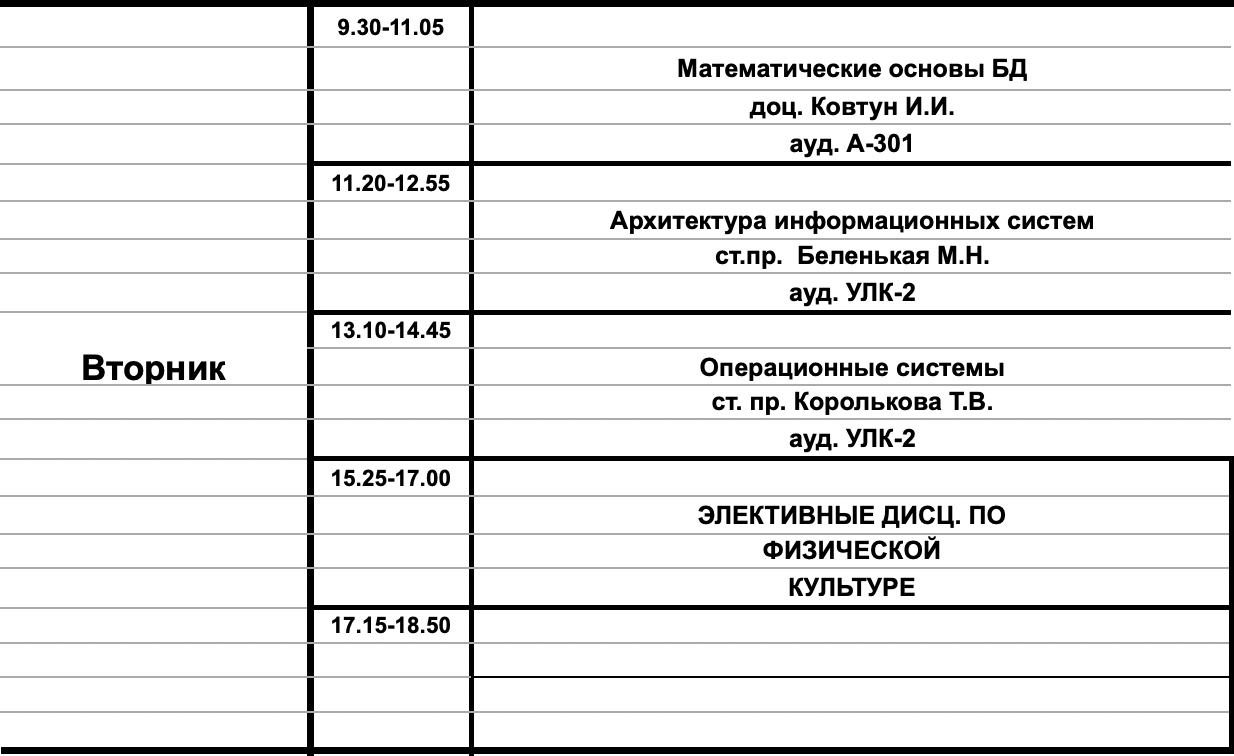 9.30-11.05
Математические основы БД
доц. Ковтун И.И.
ауд. А-301
11.20-12.55
Архитектура информационных систем
ст.пр.  Беленькая М.Н.
ауд. УЛК-2
13.10-14.45
Вторник
Операционные системы
ст. пр. Королькова Т.В.
ауд. УЛК-2
15.25-17.00
ЭЛЕКТИВНЫЕ ДИСЦ. ПО
ФИЗИЧЕСКОЙ
КУЛЬТУРЕ
17.15-18.50